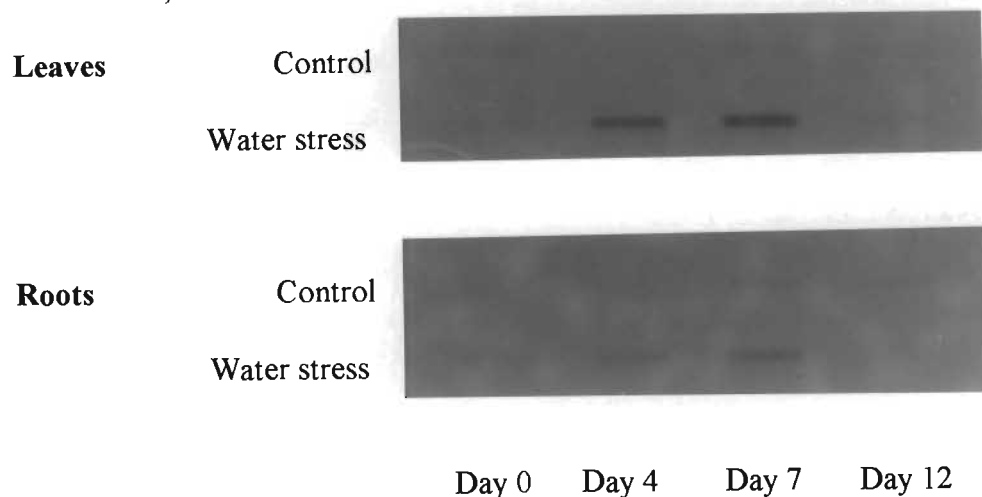 Leaves Control
Water stress
Roots Control
Water stress
Day 0 Day 4 Day 7 Day 12